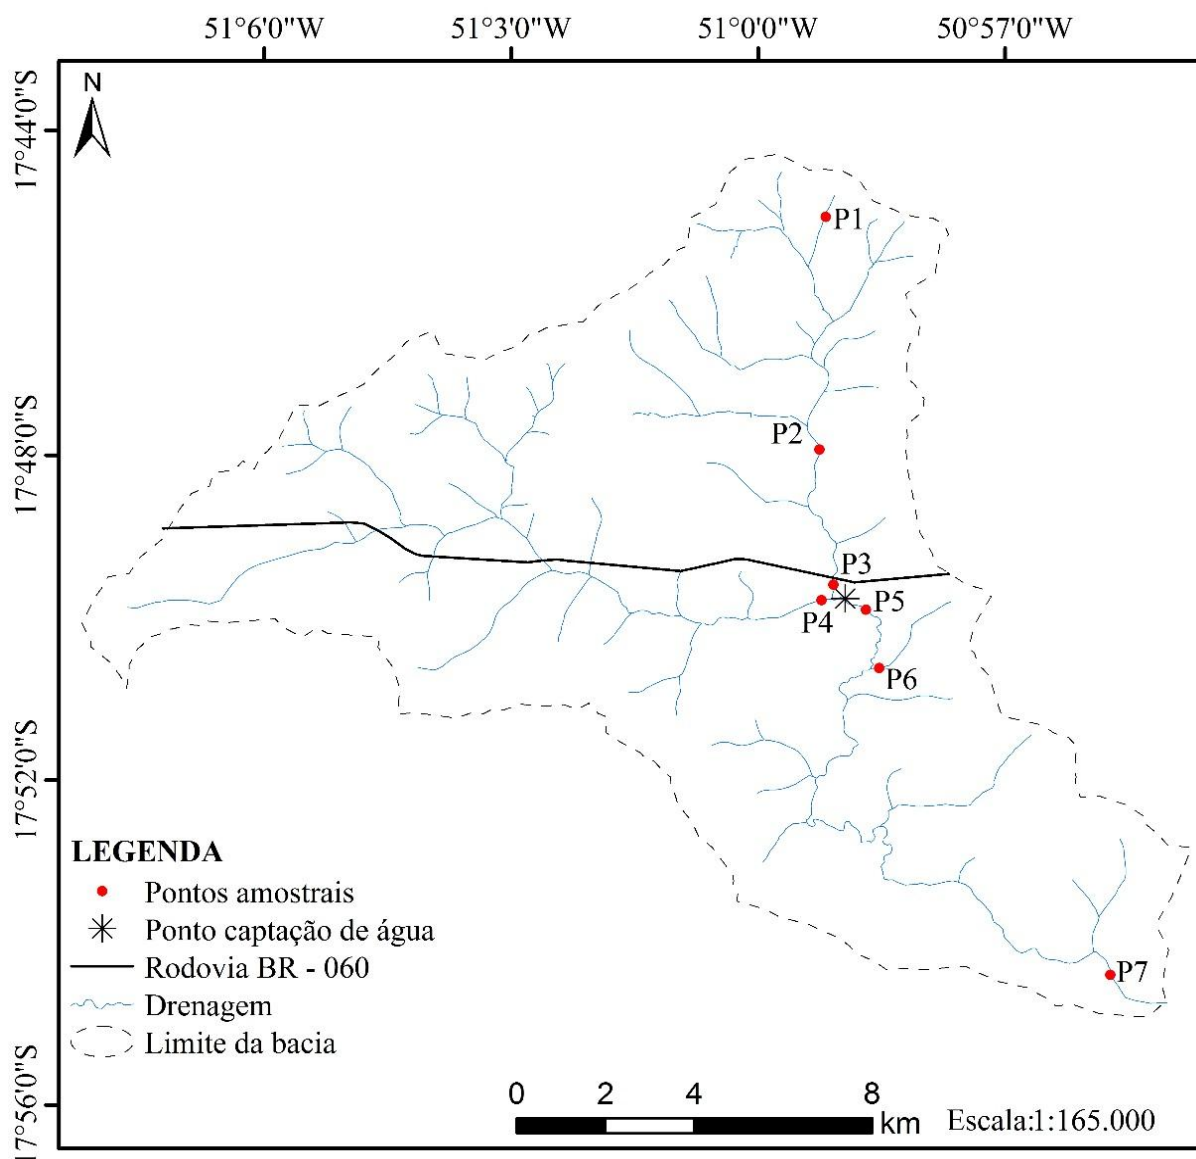 51°6'0"W 51°3'0"W 51°0'0"W 50°57'0"W
N
17°44'0"S
P1
P2
17°48'0"S
P3
P4
P5
P6
17°52'0"S
P7
LEGENDA
Pontos amostrais
Ponto captação de água
Rodovia BR - 060
Drenagem
Limite da bacia
17°56'0"S
0 2 4 8
km
Escala:1:165.000